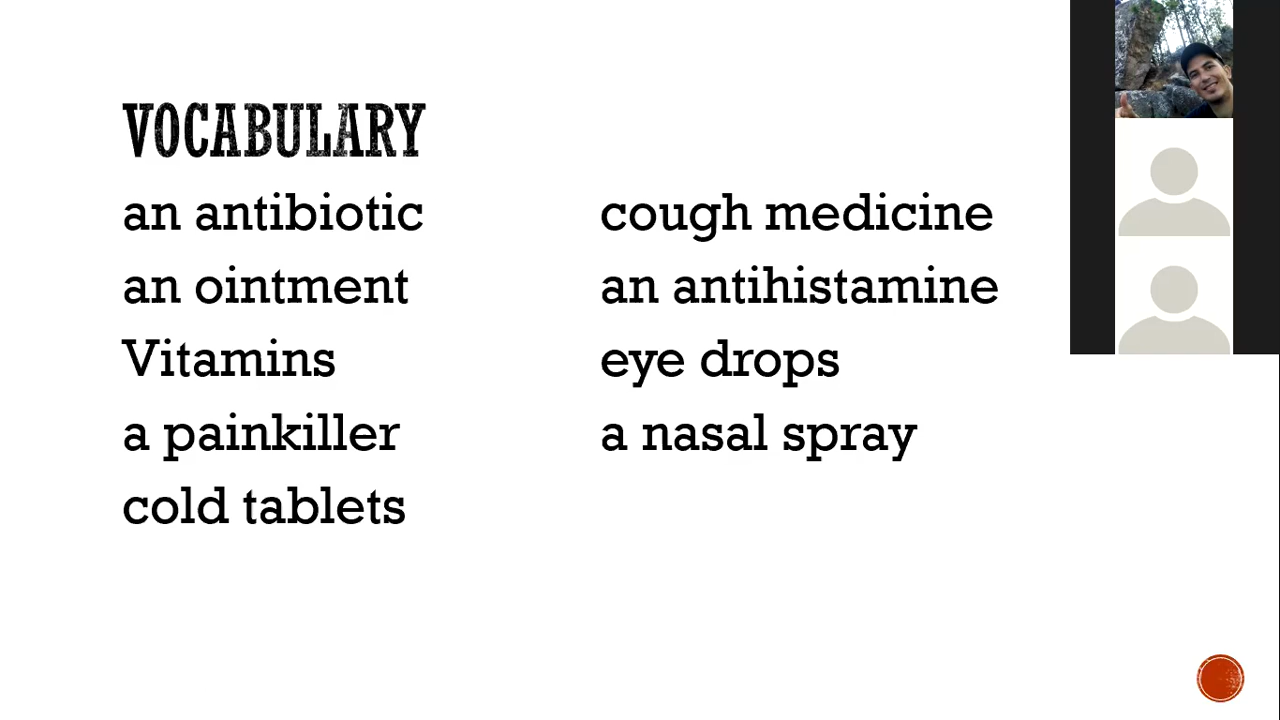 VOCABULARY
an antibiotic
an ointment
Vitamins
a painkiller
cold tablets
cough medicine
an antihistamine
eye drops
a nasal spray